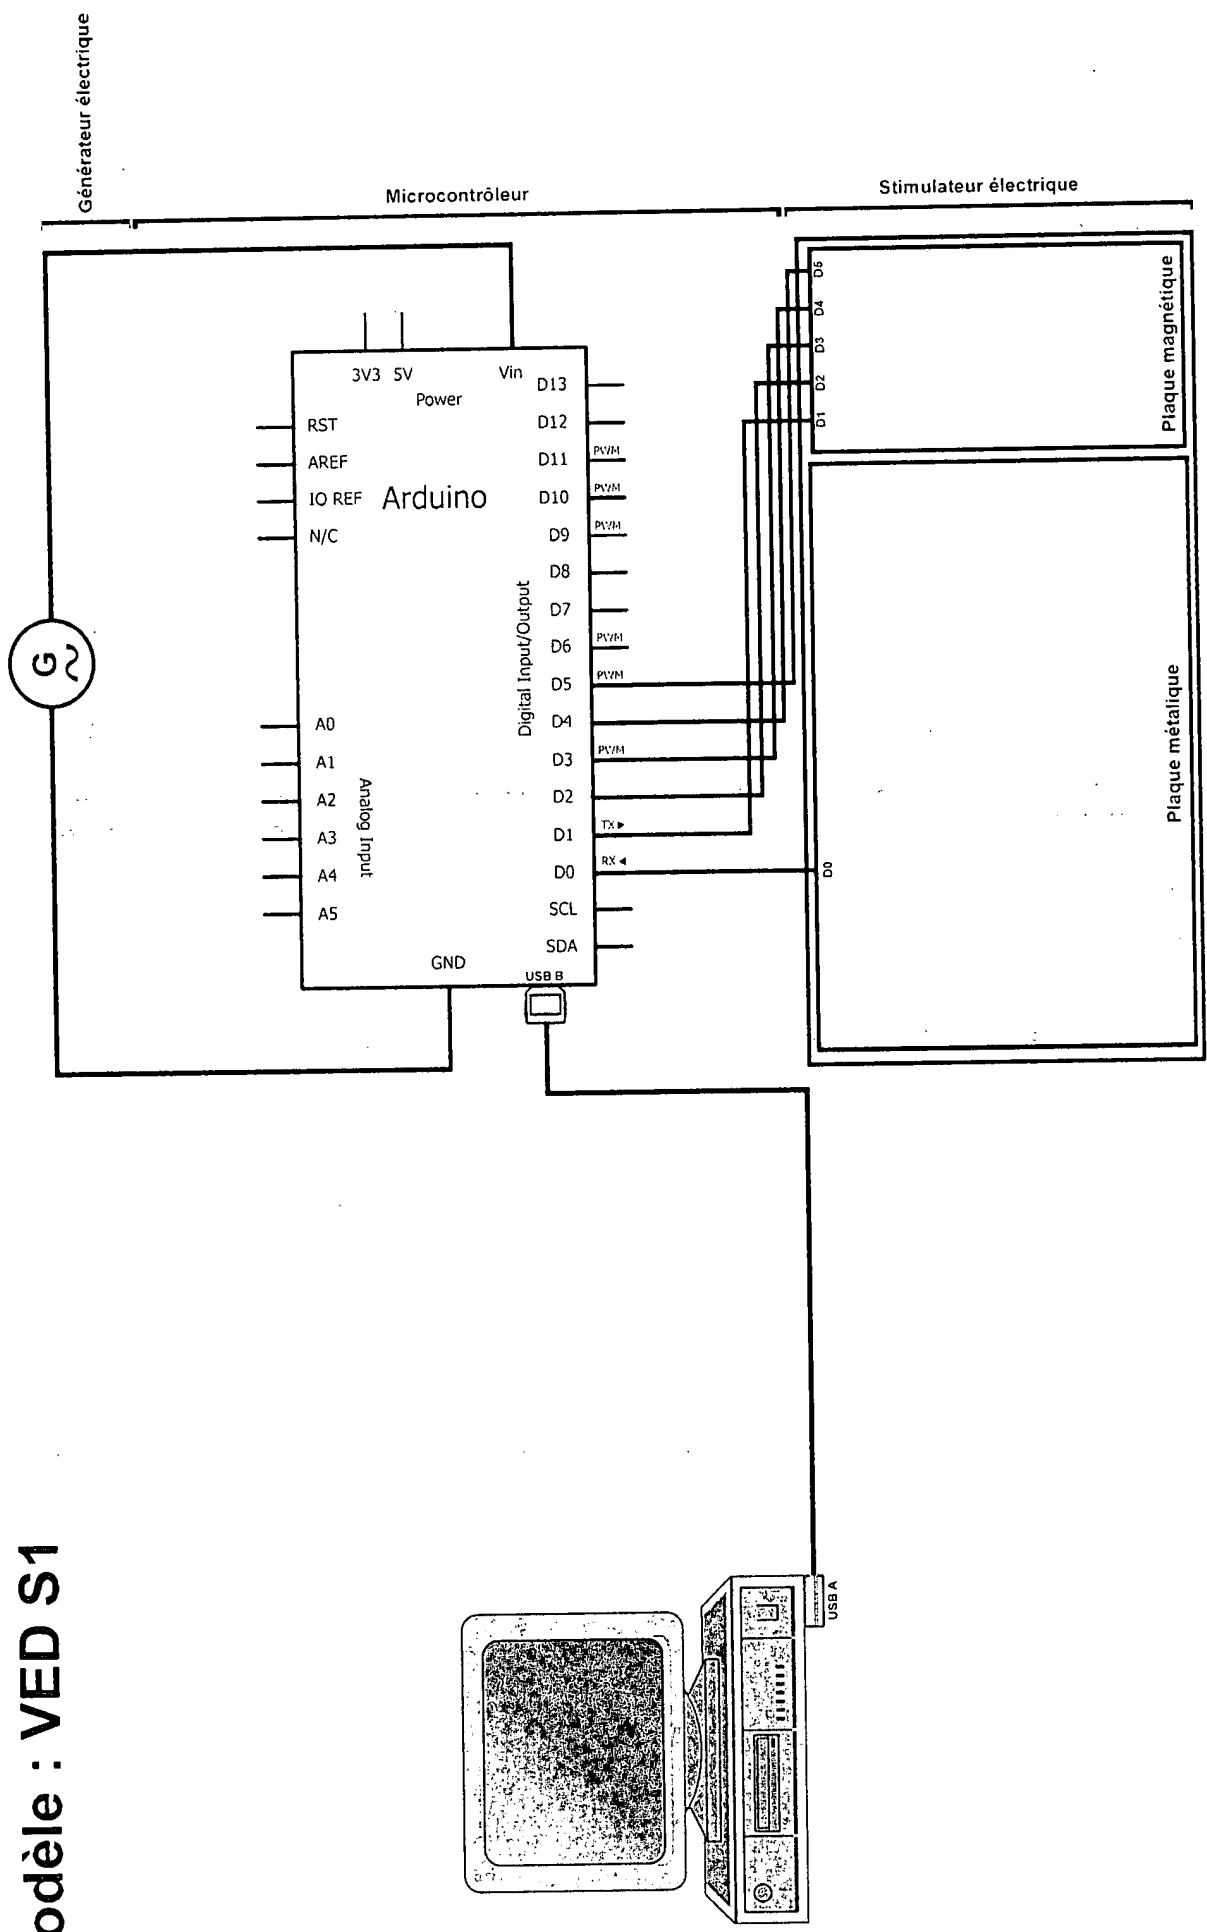 Générateur électrique
Microcontrôleur
Stimulateur électrique
G
3V3 5V Vin
Power
RST
AREF
IO REF
N/C
Arduino
A0
A1
A2
A3
A4
A5
Analog Input
Digital Input/Output
D13
D12
D11 PWM
D10 PWM
D9 PWM
D8
D7
D6 PWM
D5 PWM
D4
D3 PWM
D2
D1 TX
D0 RX
SCL
SDA
GND
USB B
D5
D4
D3
D2
D1
Plaque magnétique
D0
Plaque métalique
USB A
odèle : VED S1